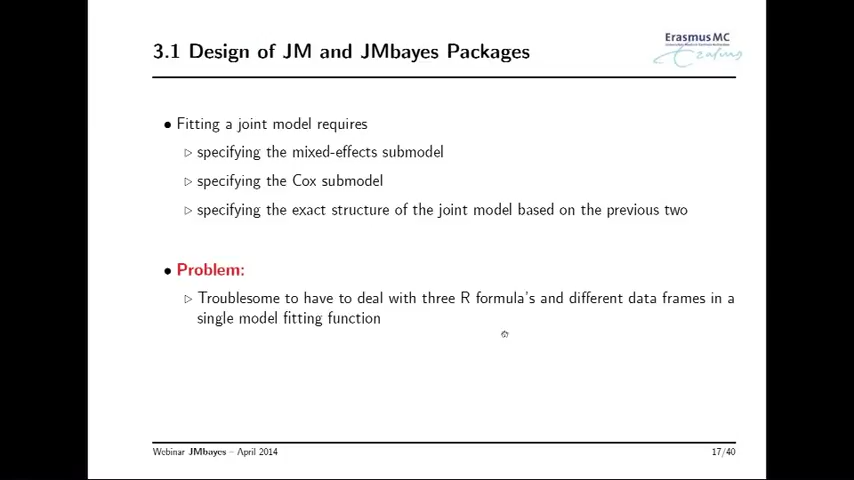 3.1 Design of JM and JMbayes Packages
Erasmus MC
Erasmus
• Fitting a joint model requires
▷ specifying the mixed-effects submodel
▷ specifying the Cox submodel
▷ specifying the exact structure of the joint model based on the previous two
• Problem:
▷ Troublesome to have to deal with three R formula's and different data frames in a
single model fitting function
Webinar JMbayes – April 2014
17/40